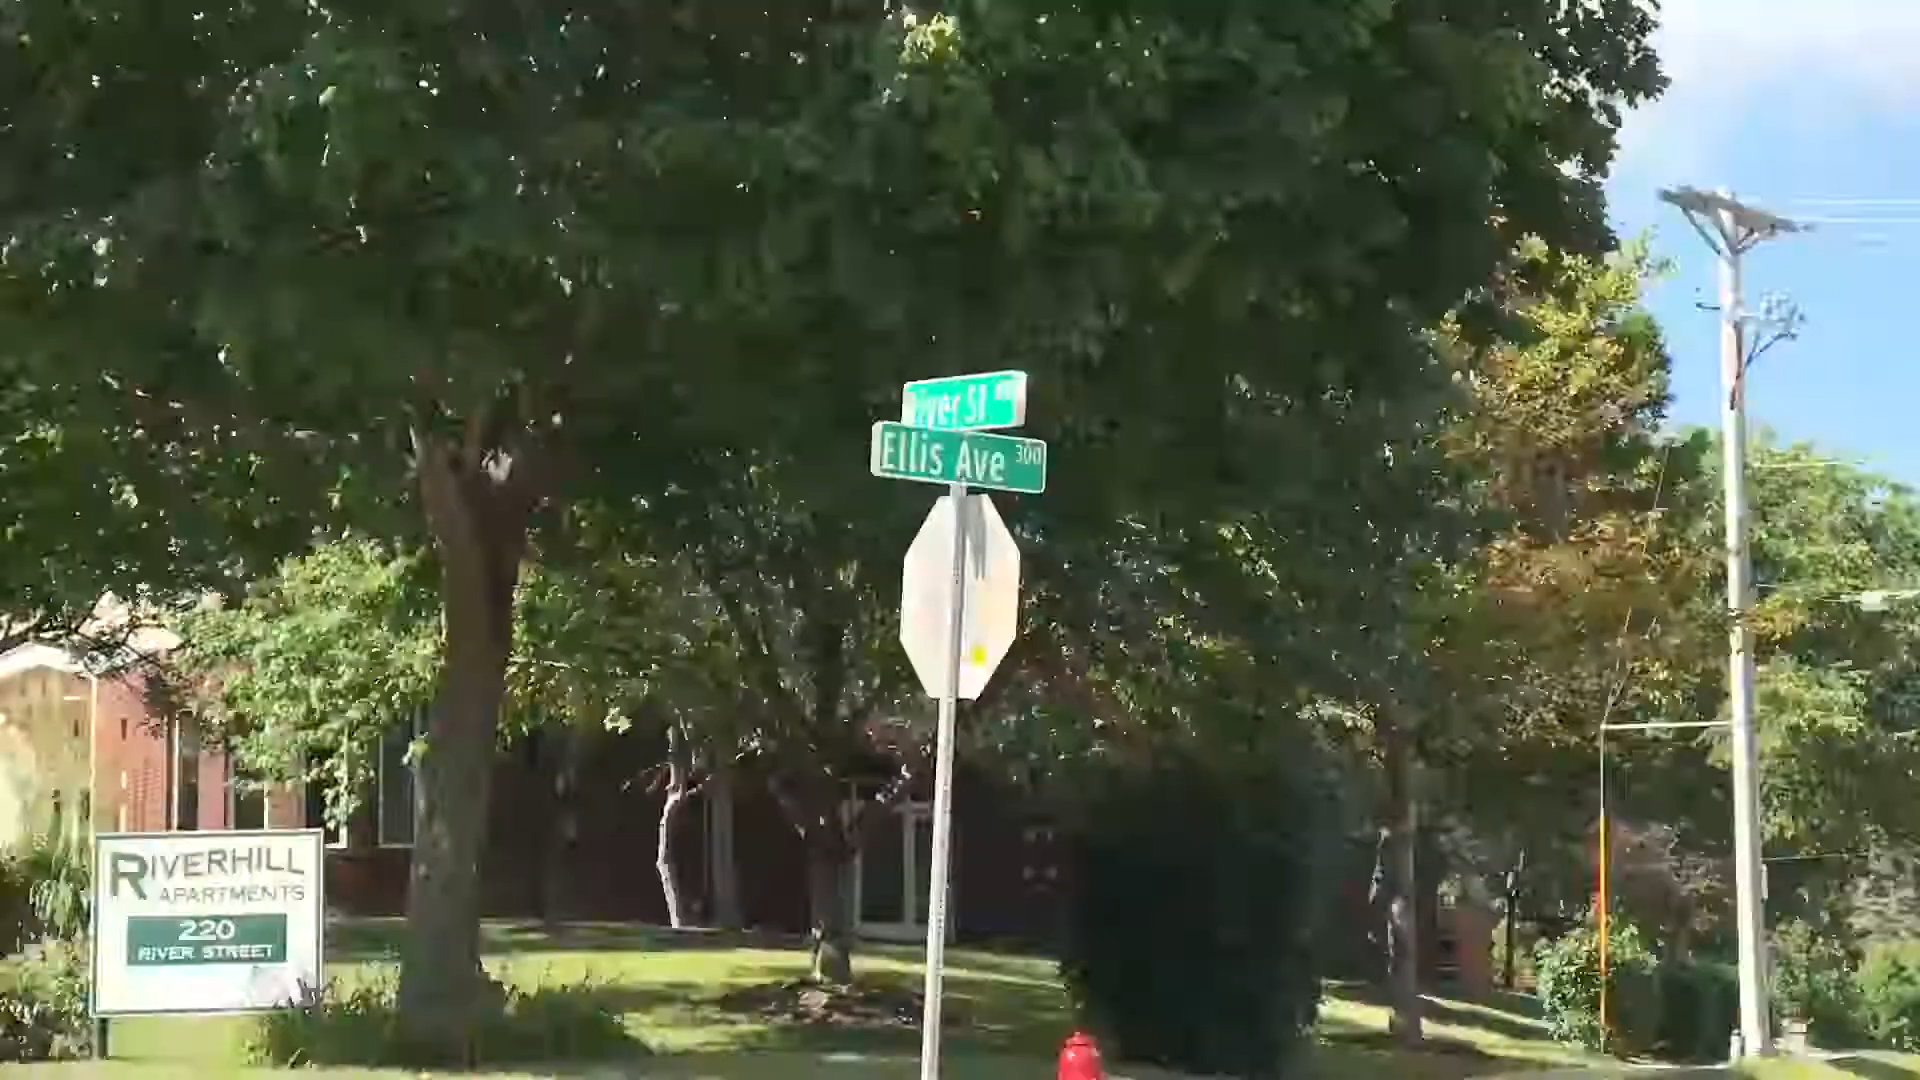 River St
Ellis Ave 300
RIVERHILL
APARTMENTS
220
RIVER STREET